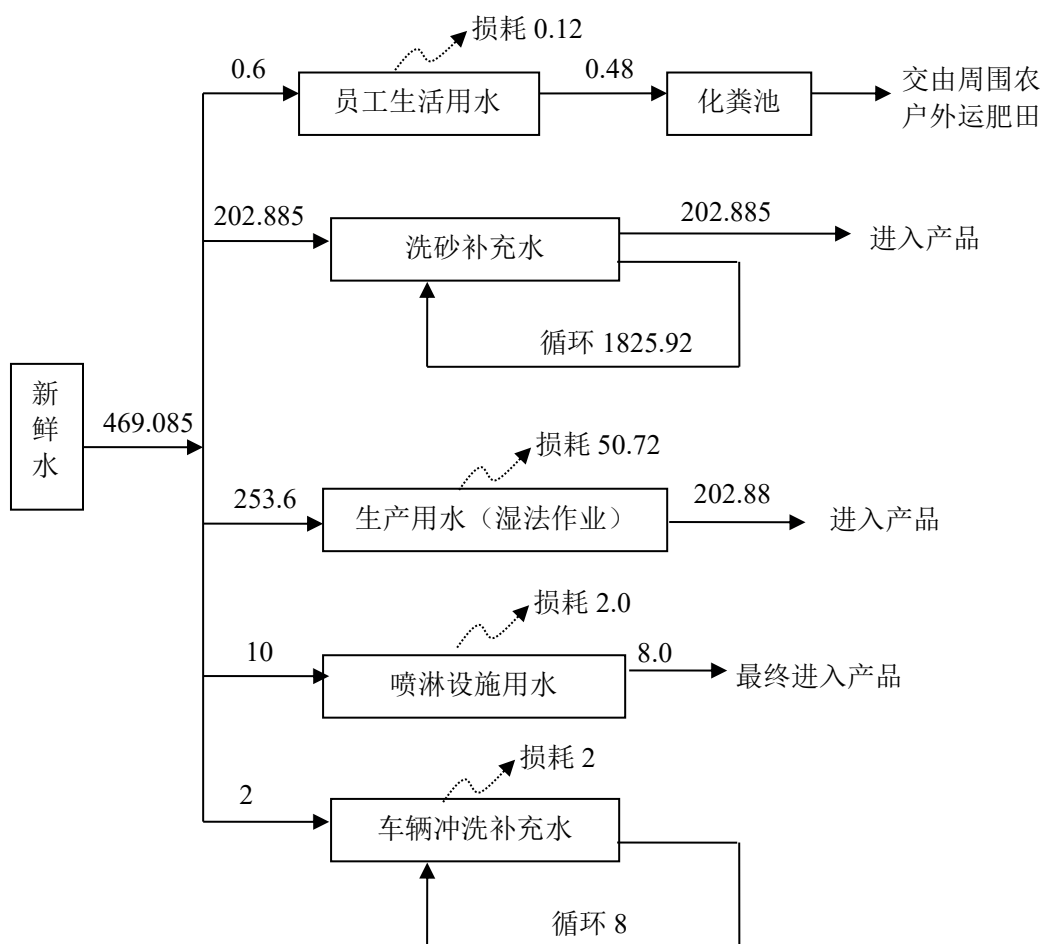 损耗 0.12
0.6
员工生活用水
0.48
化粪池
交由周围农
户外运肥田
202.885
洗砂补充水
202.885
进入产品
循环 1825.92
新
鲜
水
469.085
损耗 50.72
253.6
生产用水（湿法作业）
202.88
进入产品
损耗 2.0
10
喷淋设施用水
8.0
最终进入产品
损耗 2
2
车辆冲洗补充水
循环 8